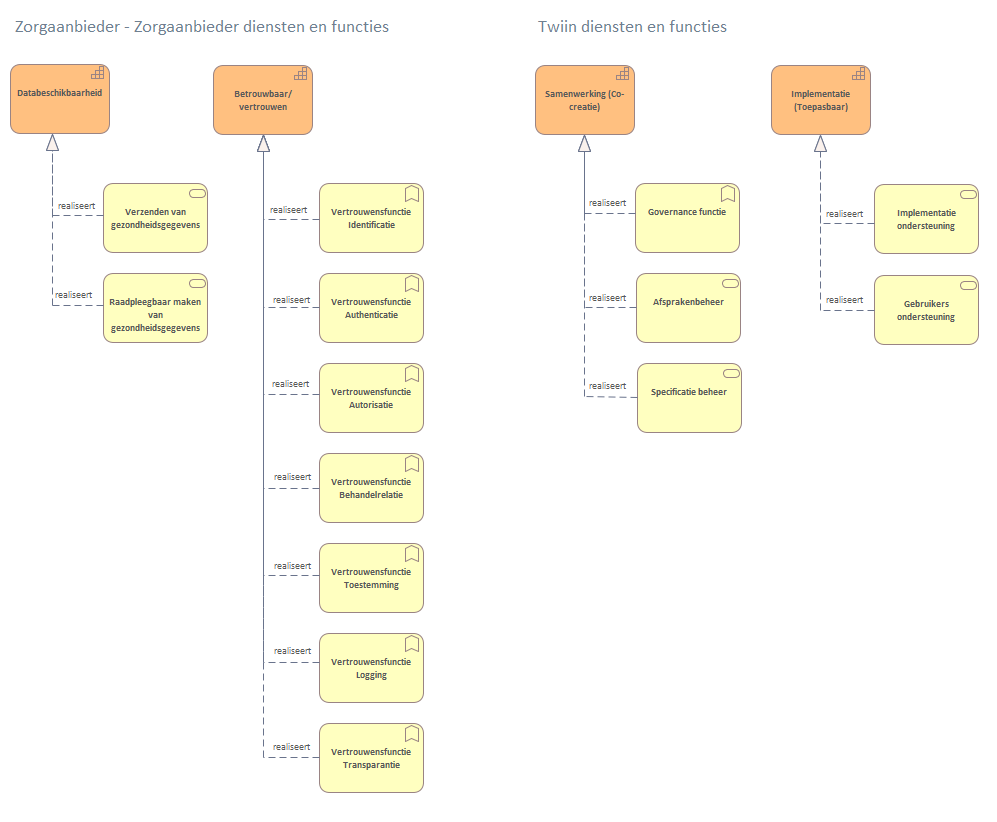 Zorgaanbieder - Zorgaanbieder diensten en functies
Databeschikbaarheid
realiseert
Verzenden van
gezondheidsgegevens
realiseert
Raadpleegbaar maken
van
gezondheidsgegevens
Betrouwbaar/
vertrouwen
realiseert
Vertrouwensfunctie
Identificatie
realiseert
Vertrouwensfunctie
Authenticatie
realiseert
Vertrouwensfunctie
Autorisatie
realiseert
Vertrouwensfunctie
Behandelrelatie
realiseert
Vertrouwensfunctie
Toestemming
realiseert
Vertrouwensfunctie
Logging
realiseert
Vertrouwensfunctie
Transparantie
Twiin diensten en functies
Samenwerking (Co-
creatie)
realiseert
Governance functie
realiseert
Afsprakenbeheer
realiseert
Specificatie beheer
Implementatie
(Toepasbaar)
realiseert
Implementatie
ondersteuning
realiseert
Gebruikers
ondersteuning